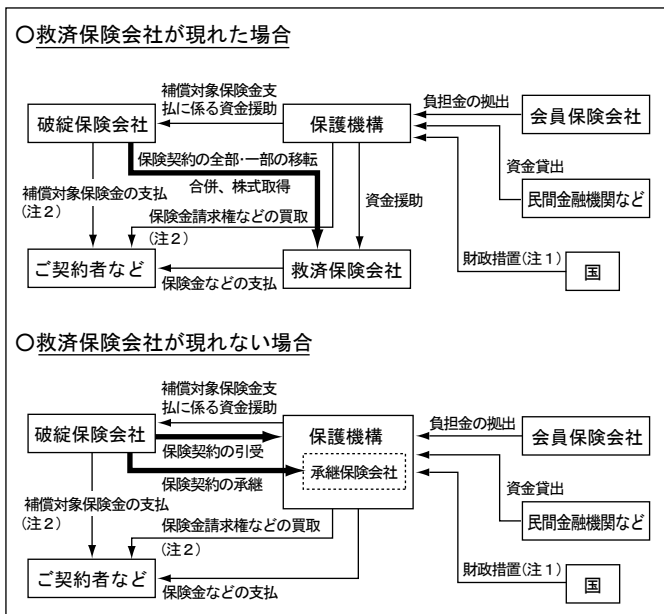 ○救済保険会社が現れた場合
補償対象保険金支
払に係る資金援助
負担金の拠出
破綻保険会社
保護機構
会員保険会社
保険契約の全部・一部の移転
合併、株式取得
資金貸出
補償対象保険金の支払
(注2)
保険金請求権などの買取
(注2)
資金援助
民間金融機関など
財政措置(注1)
ご契約者など
救済保険会社
国
保険金などの支払
○救済保険会社が現れない場合
補償対象保険金支
払に係る資金援助
負担金の拠出
破綻保険会社
保護機構
会員保険会社
保険契約の引受
承継保険会社
保険契約の承継
資金貸出
補償対象保険金の支払
(注2)
保険金請求権などの買取
(注2)
民間金融機関など
財政措置(注1)
ご契約者など
国
保険金などの支払